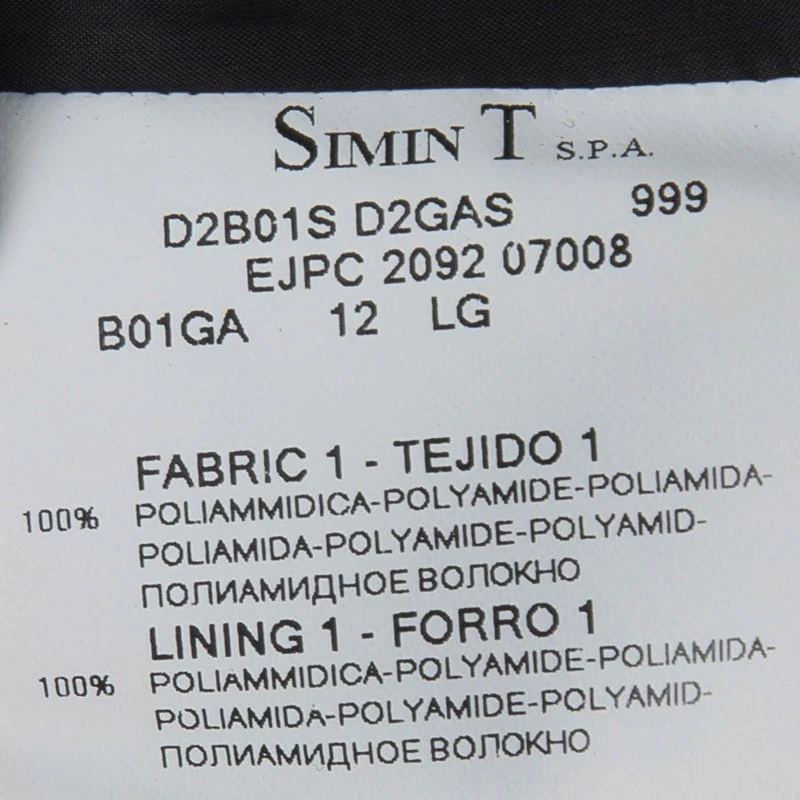 SIMIN T S.P.A.
D2B01S D2GAS 999
EJPC 2092 07008
B01GA 12 LG
FABRIC 1 - TEJIDO 1
100% POLIAMMIDICA-POLYAMIDE-POLIAMIDA-
POLIAMIDA-POLYAMIDE-POLYAMID-
ПОЛИАМИДНОЕ ВОЛОКНО
LINING 1 - FORRO 1
100% POLIAMMIDICA-POLYAMIDE-POLIAMIDA-
POLIAMIDA-POLYAMIDE-POLYAMID-
ПОЛИАМИДНОЕ ВОЛОКНО